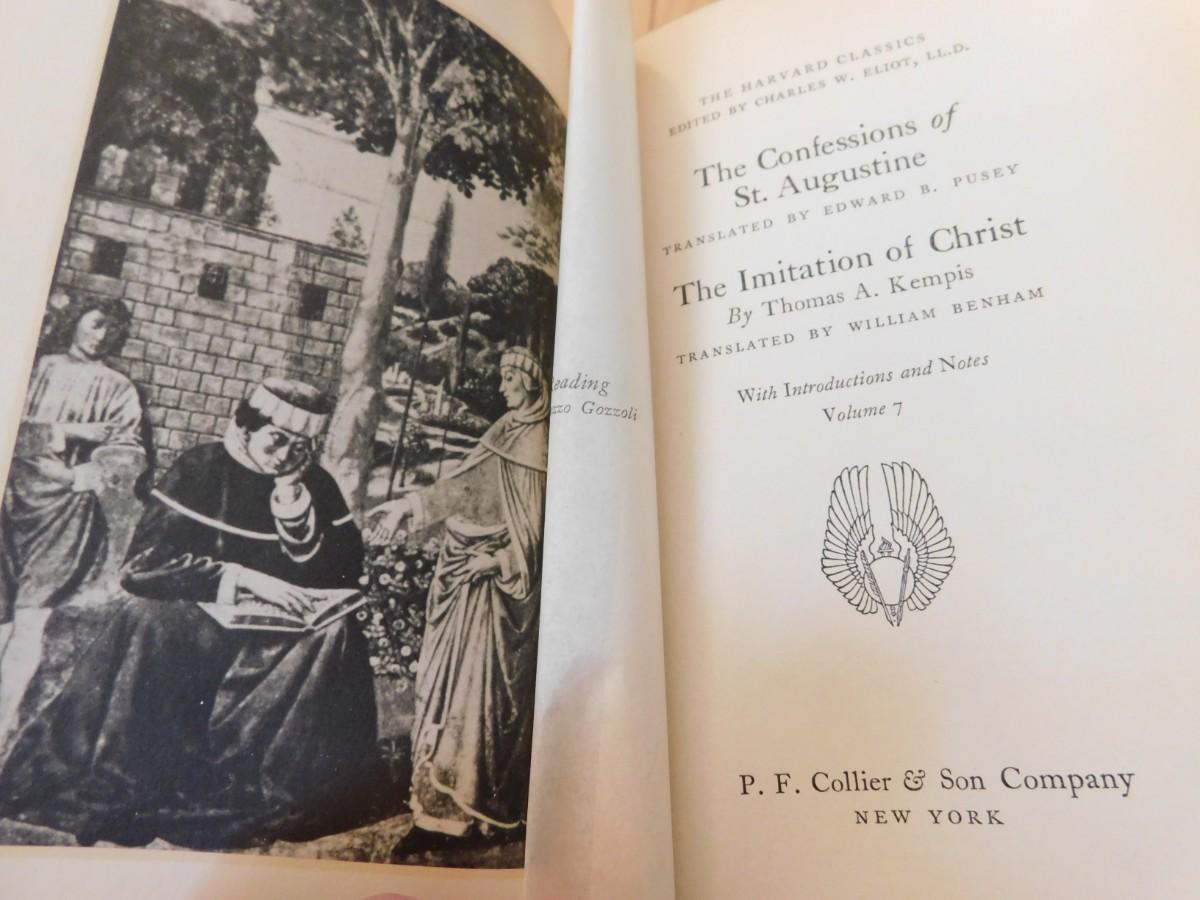 Gozzoli
THE HARVARD CLASSICS
EDITED BY CHARLES W. ELIOT, LL.D.
The Confessions of
St. Augustine
TRANSLATED BY EDWARD B. PUSEY
The Imitation of Christ
By Thomas A. Kempis
TRANSLATED BY WILLIAM BENHAM
With Introductions and Notes
Volume 7
P. F. Collier & Son Company
NEW YORK